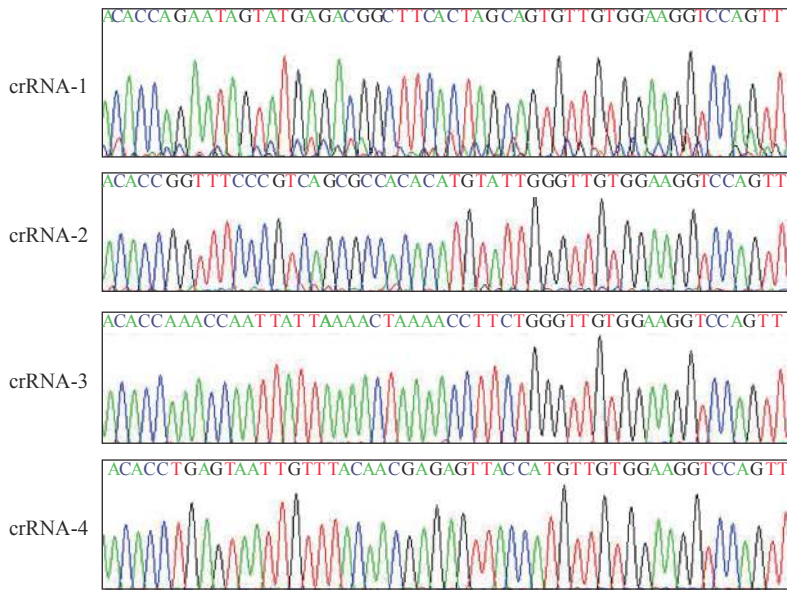 ACACCAGAATAGTATGAGACGGCTTCACTAGCAGTGTTGTGGAAGGTCCAGTT
crRNA-1
ACACCGGTTTCCCGTCAGCGCCACACATGTATTGGGTTGTGGAAGGTCCAGTT
crRNA-2
ACACCAAACCAATTATTAAAACTAAAACCTTCTGGGTTGTGGAAGGTCCAGTT
crRNA-3
ACACCTGAGTAATTGTTTACAACGAGAGTTACCATGTTGTGGAAGGTCCAGTT
crRNA-4